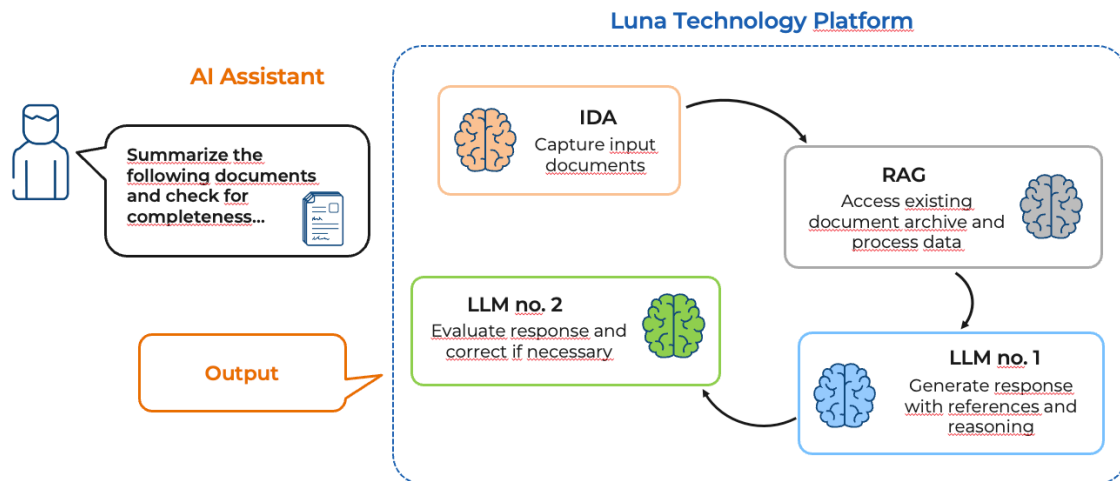 Luna Technology Platform
AI Assistant
Summarize the
following documents
and check for
completeness...
IDA
Capture input
documents
RAG
Access existing
document archive and
process data
LLM no. 1
Generate response
with references and
reasoning
LLM no. 2
Evaluate response and
correct if necessary
Output